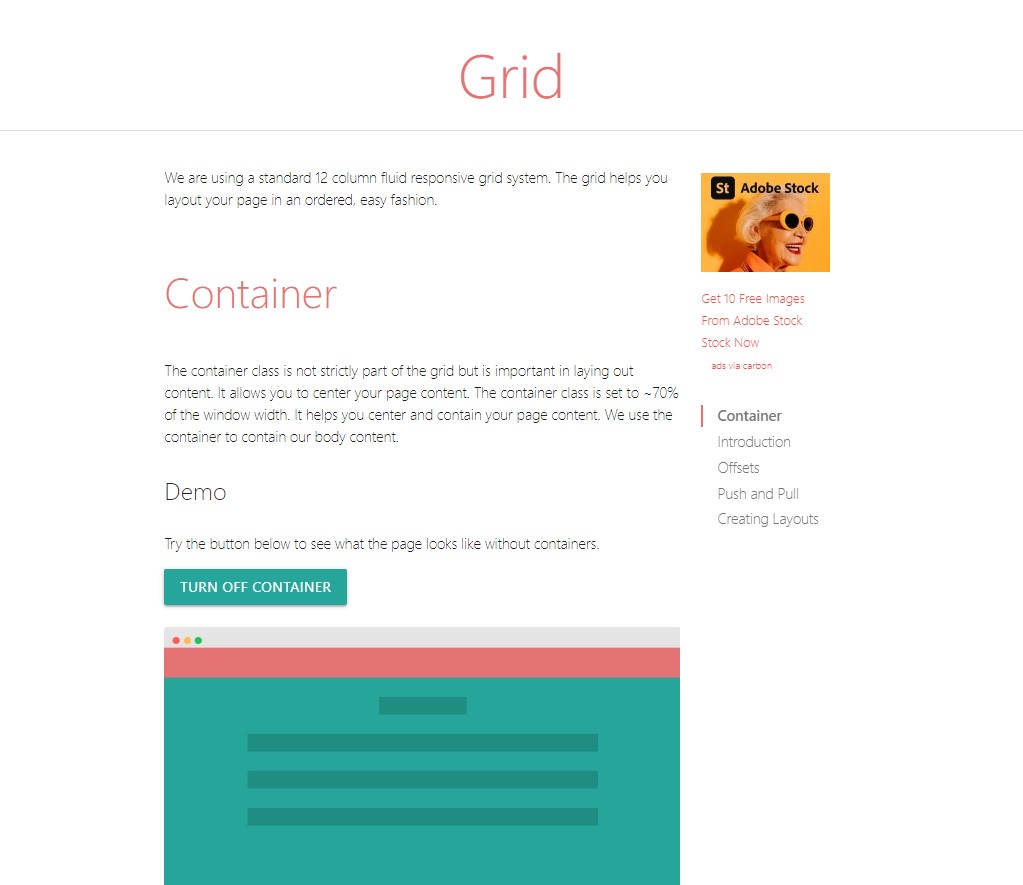 Grid
We are using a standard 12 column fluid responsive grid system. The grid helps you
layout your page in an ordered, easy fashion.
Container
The container class is not strictly part of the grid but is important in laying out
content. It allows you to center your page content. The container class is set to ~70%
of the window width. It helps you center and contain your page content. We use the
container to contain our body content.
Demo
Try the button below to see what the page looks like without containers.
TURN OFF CONTAINER
St Adobe Stock
Get 10 Free Images
From Adobe Stock
Stock Now
ads via carbon
Container
Introduction
Offsets
Push and Pull
Creating Layouts